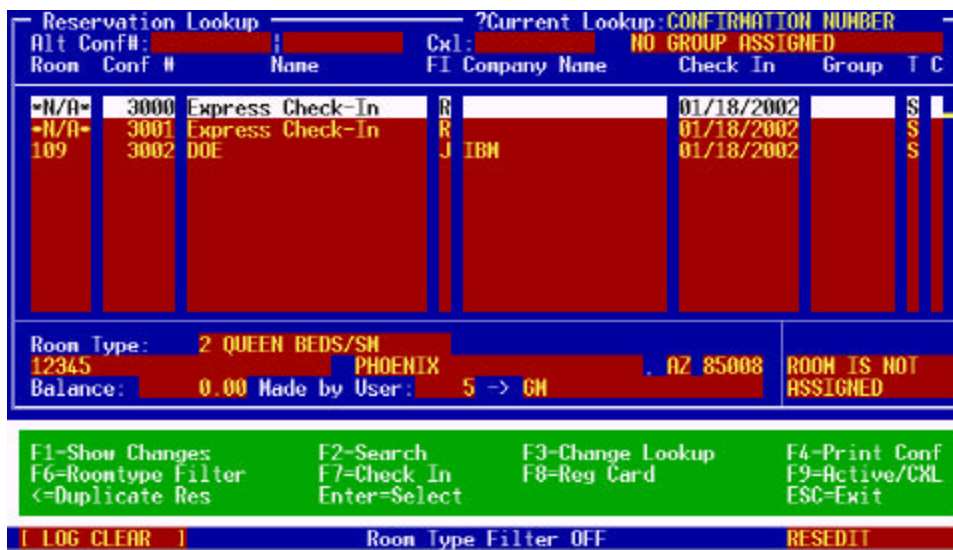 Reservation Lookup ?Current Lookup:CONFIRMATION NUMBER
Alt Conf#: Cxl: NO GROUP ASSIGNED
Room Conf # Name FI Company Name Check In Group T C
*N/A* 3000 Express Check-In R 01/18/2002 S
*N/A* 3001 Express Check-In R 01/18/2002 S
109 3002 DOE J IBM 01/18/2002 S
Room Type: 2 QUEEN BEDS/SM
12345 PHOENIX , AZ 85008 ROOM IS NOT
Balance: 0.00 Made by User: 5 -> GM ASSIGNED
F1-Show Changes F2-Search F3-Change Lookup F4-Print Conf
F6=Roomtype Filter F7=Check In F8=Reg Card F9=Active/CXL
<=Duplicate Res Enter=Select ESC=Exit
[ LOG CLEAR ] Room Type Filter OFF RESEDIT